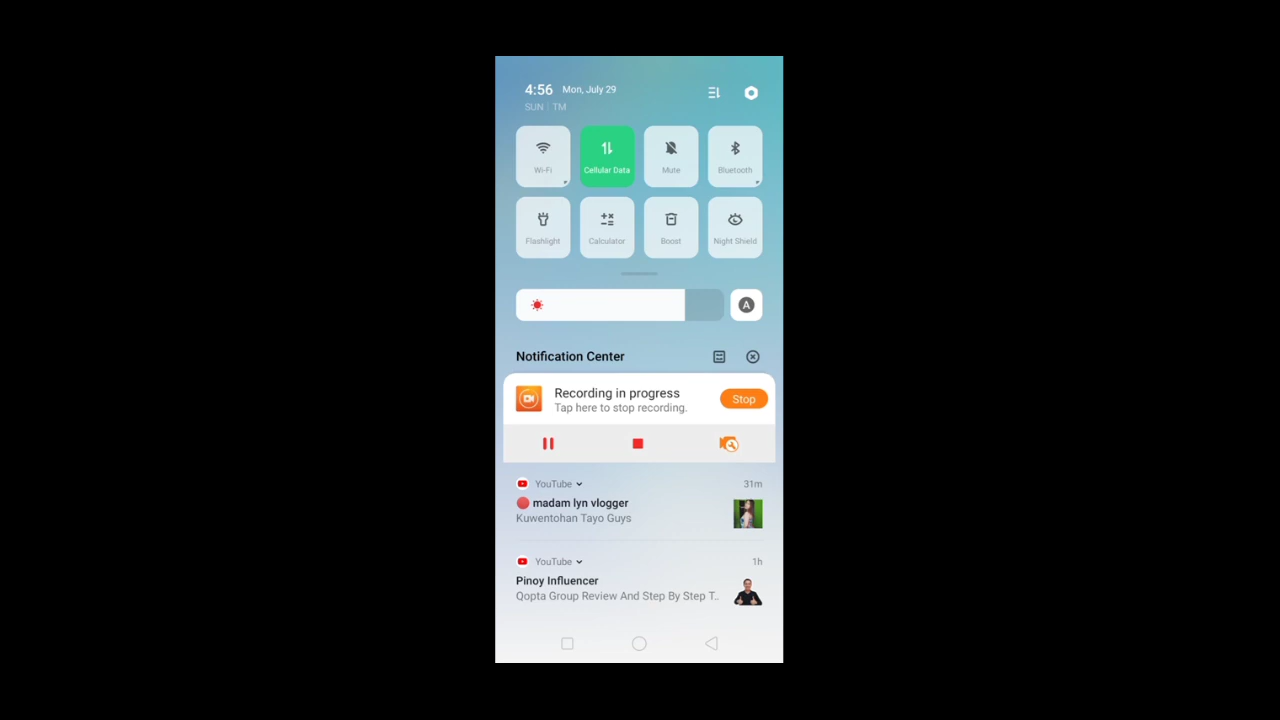 4:56 Mon, July 29
SUN | TM
Wi-Fi
Cellular Data
Mute
Bluetooth
Flashlight
Calculator
Boost
Night Shield
A
Notification Center
Recording in progress
Tap here to stop recording.
Stop
YouTube 31m
madam lyn vlogger
Kuwentohan Tayo Guys
YouTube 1h
Pinoy Influencer
Qopta Group Review And Step By Step T..